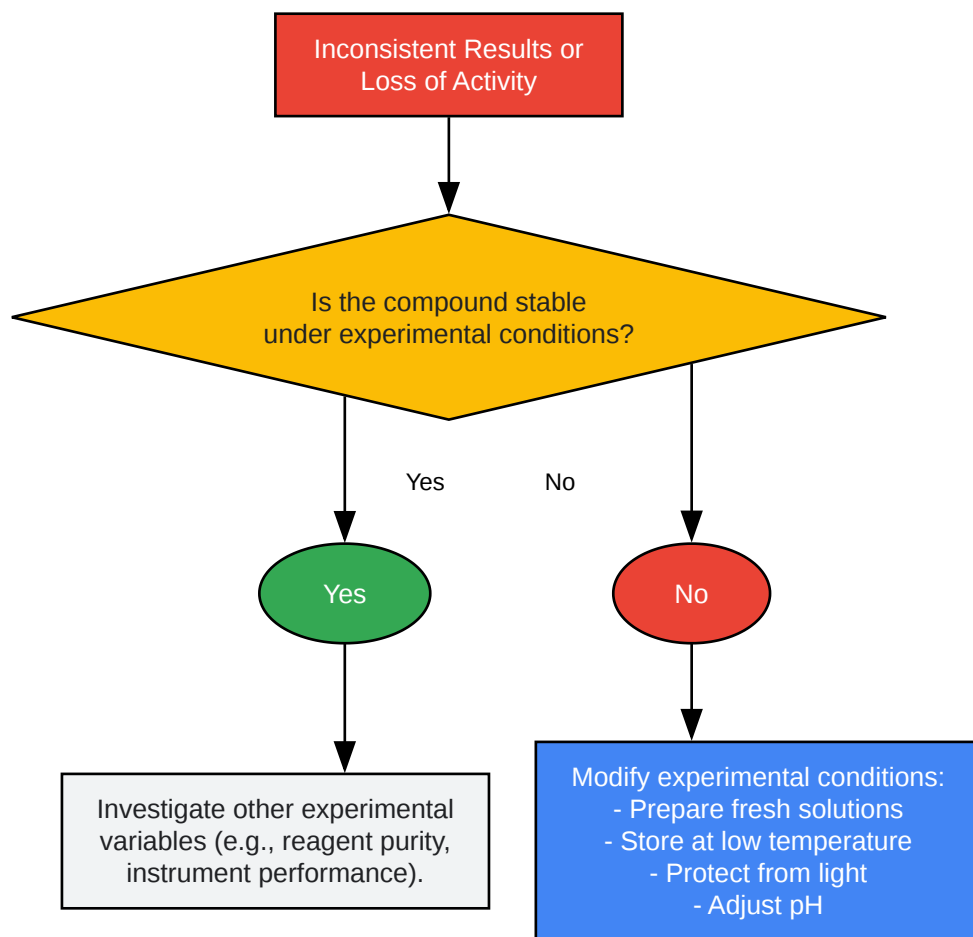 Inconsistent Results or
Loss of Activity
Is the compound stable
under experimental conditions?
Yes
No
Yes
No
Investigate other experimental
variables (e.g., reagent purity,
instrument performance).
Modify experimental conditions:
- Prepare fresh solutions
- Store at low temperature
- Protect from light
- Adjust pH